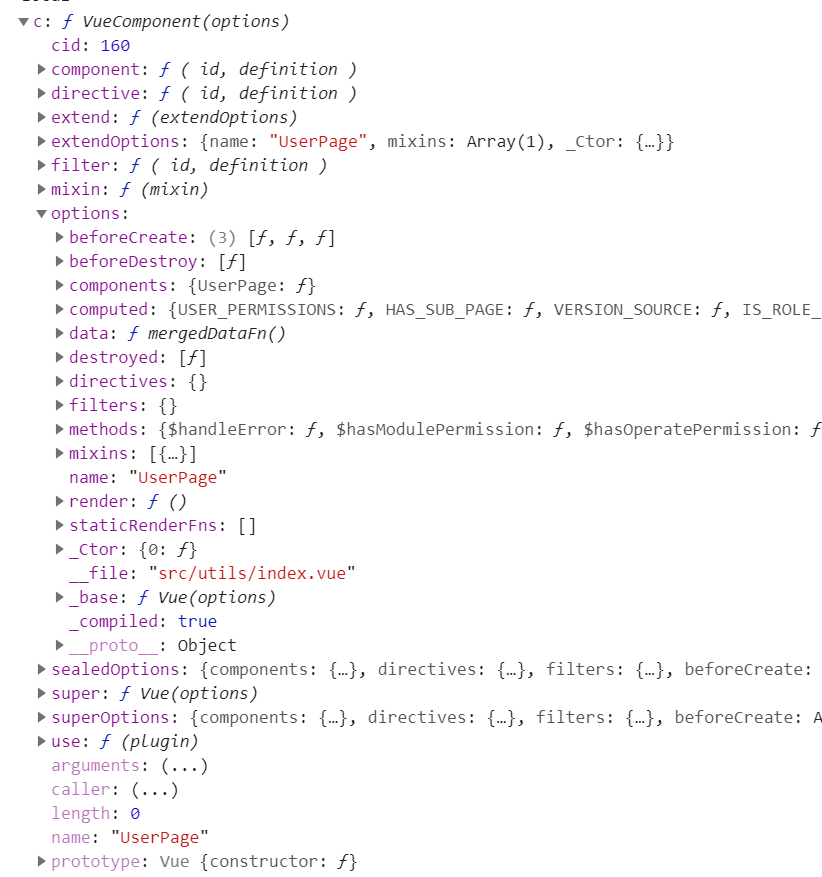 c: ƒ VueComponent(options)
cid: 160
component: ƒ ( id, definition )
directive: ƒ ( id, definition )
extend: ƒ (extendOptions)
extendOptions: {name: "UserPage", mixins: Array(1), _Ctor: {…}}
filter: ƒ ( id, definition )
mixin: ƒ (mixin)
options:
beforeCreate: (3) [ƒ, ƒ, ƒ]
beforeDestroy: [ƒ]
components: {UserPage: ƒ}
computed: {USER_PERMISSIONS: ƒ, HAS_SUB_PAGE: ƒ, VERSION_SOURCE: ƒ, IS_ROLE_
data: ƒ mergedDataFn()
destroyed: [ƒ]
directives: {}
filters: {}
methods: {$handleError: ƒ, $hasModulePermission: ƒ, $hasOperatePermission: ƒ
mixins: [{…}]
name: "UserPage"
render: ƒ ()
staticRenderFns: []
_Ctor: {0: ƒ}
__file: "src/utils/index.vue"
_base: ƒ Vue(options)
_compiled: true
__proto__: Object
sealedOptions: {components: {…}, directives: {…}, filters: {…}, beforeCreate:
super: ƒ Vue(options)
superOptions: {components: {…}, directives: {…}, filters: {…}, beforeCreate: A
use: ƒ (plugin)
arguments: (...)
caller: (...)
length: 0
name: "UserPage"
prototype: Vue {constructor: ƒ}